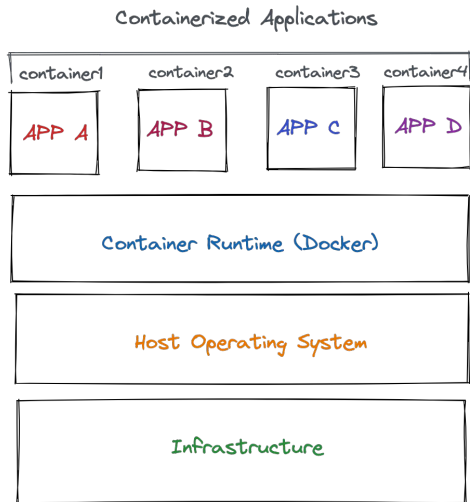 Containerized Applications
container1 container2 container3 container4
APP A APP B APP C APP D
Container Runtime (Docker)
Host Operating System
Infrastructure